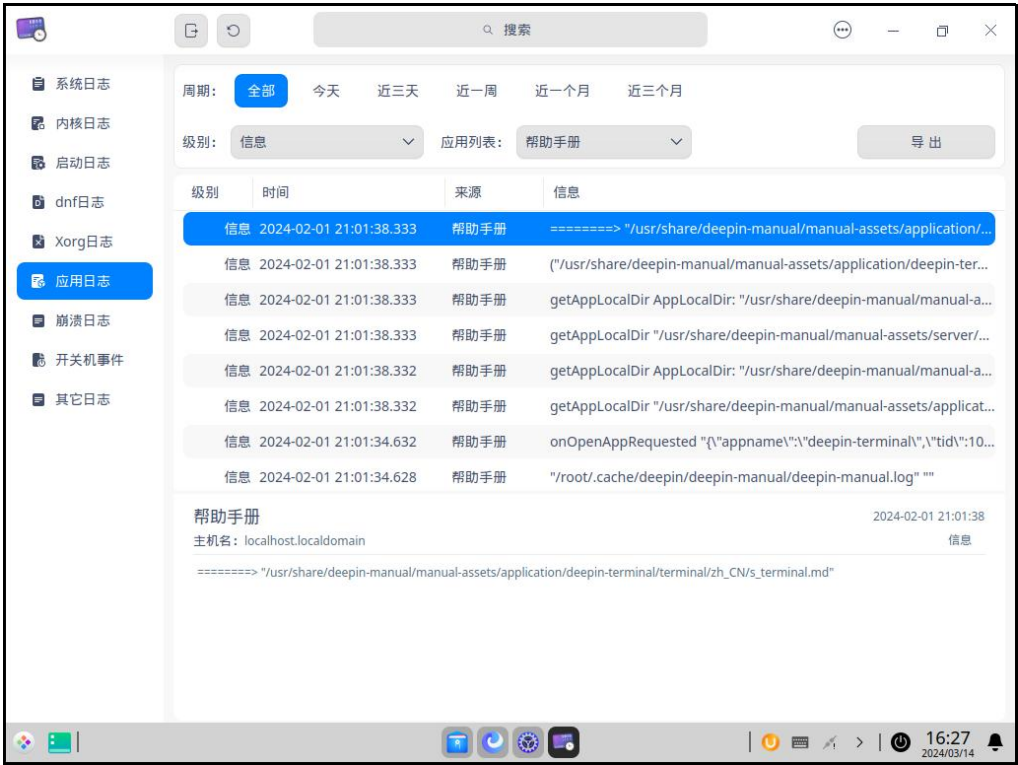 搜索
系统日志
内核日志
启动日志
dnf日志
Xorg日志
应用日志
崩溃日志
开关机事件
其它日志
周期: 全部 今天 近三天 近一周 近一个月 近三个月
级别: 信息 应用列表: 帮助手册 导出
级别 时间 来源 信息
信息 2024-02-01 21:01:38.333 帮助手册 ========> "/usr/share/deepin-manual/manual-assets/application/...
信息 2024-02-01 21:01:38.333 帮助手册 ("/usr/share/deepin-manual/manual-assets/application/deepin-ter...
信息 2024-02-01 21:01:38.333 帮助手册 getAppLocalDir AppLocalDir: "/usr/share/deepin-manual/manual-a...
信息 2024-02-01 21:01:38.333 帮助手册 getAppLocalDir "/usr/share/deepin-manual/manual-assets/server/...
信息 2024-02-01 21:01:38.332 帮助手册 getAppLocalDir AppLocalDir: "/usr/share/deepin-manual/manual-a...
信息 2024-02-01 21:01:38.332 帮助手册 getAppLocalDir "/usr/share/deepin-manual/manual-assets/applicat...
信息 2024-02-01 21:01:34.632 帮助手册 onOpenAppRequested "{\"appname\":\"deepin-terminal\",\"tid\":10...
信息 2024-02-01 21:01:34.628 帮助手册 "/root/.cache/deepin/deepin-manual/deepin-manual.log" ""
帮助手册 2024-02-01 21:01:38
主机名: localhost.localdomain 信息
========> "/usr/share/deepin-manual/manual-assets/application/deepin-terminal/terminal/zh_CN/s_terminal.md"
16:27
2024/03/14